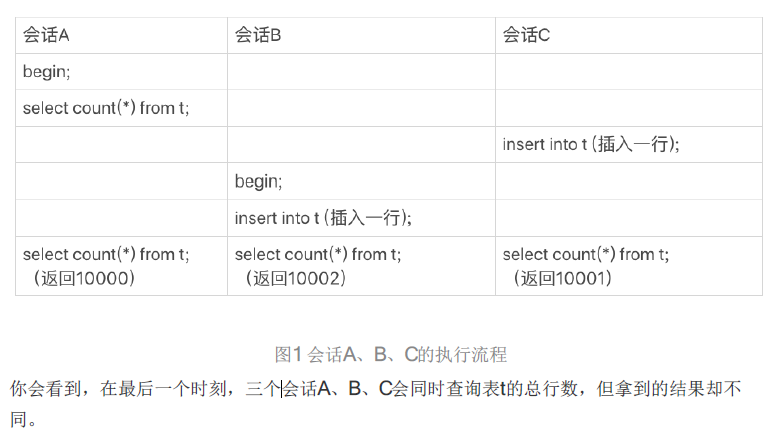 会话A 会话B 会话C
begin;
select count(*) from t;
insert into t (插入一行);
begin;
insert into t (插入一行);
select count(*) from t; select count(*) from t; select count(*) from t;
（返回10000） （返回10002） （返回10001）
图1 会话A、B、C的执行流程
你会看到，在最后一个时刻，三个会话A、B、C会同时查询表t的总行数，但拿到的结果却不
同。